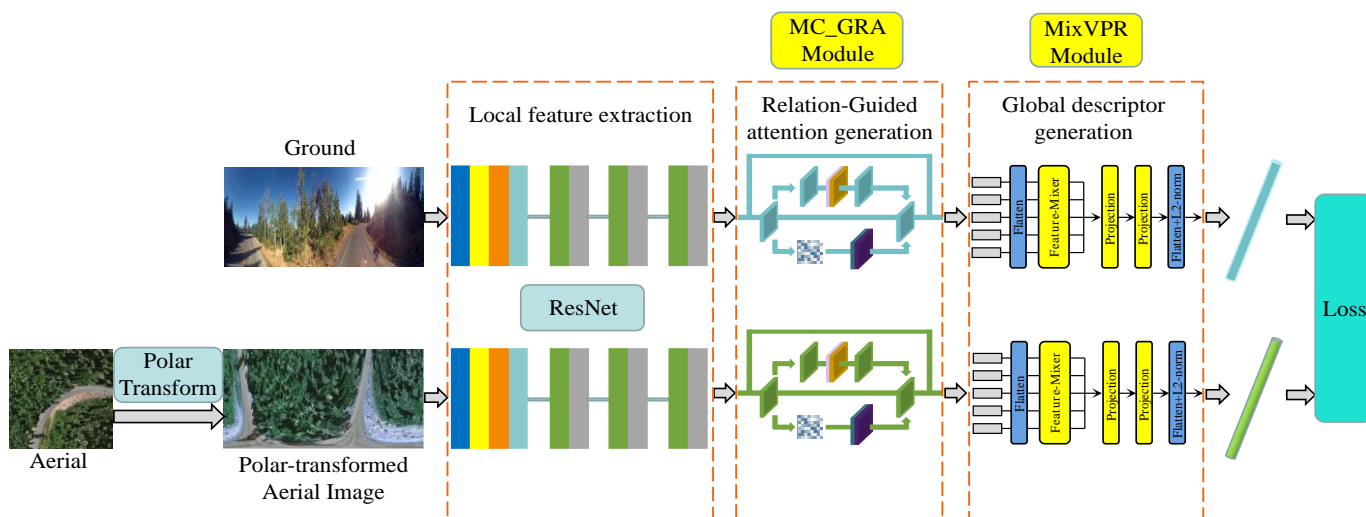 MC_GRA
Module
MixVPR
Module
Local feature extraction
Relation-Guided
attention generation
Global descriptor
generation
Ground
Flatten
Feature-Mixer
Projection
Projection
Flatten+L2-norm
ResNet
Loss
Polar
Transform
Aerial
Polar-transformed
Aerial Image
Flatten
Feature-Mixer
Projection
Projection
Flatten+L2-norm